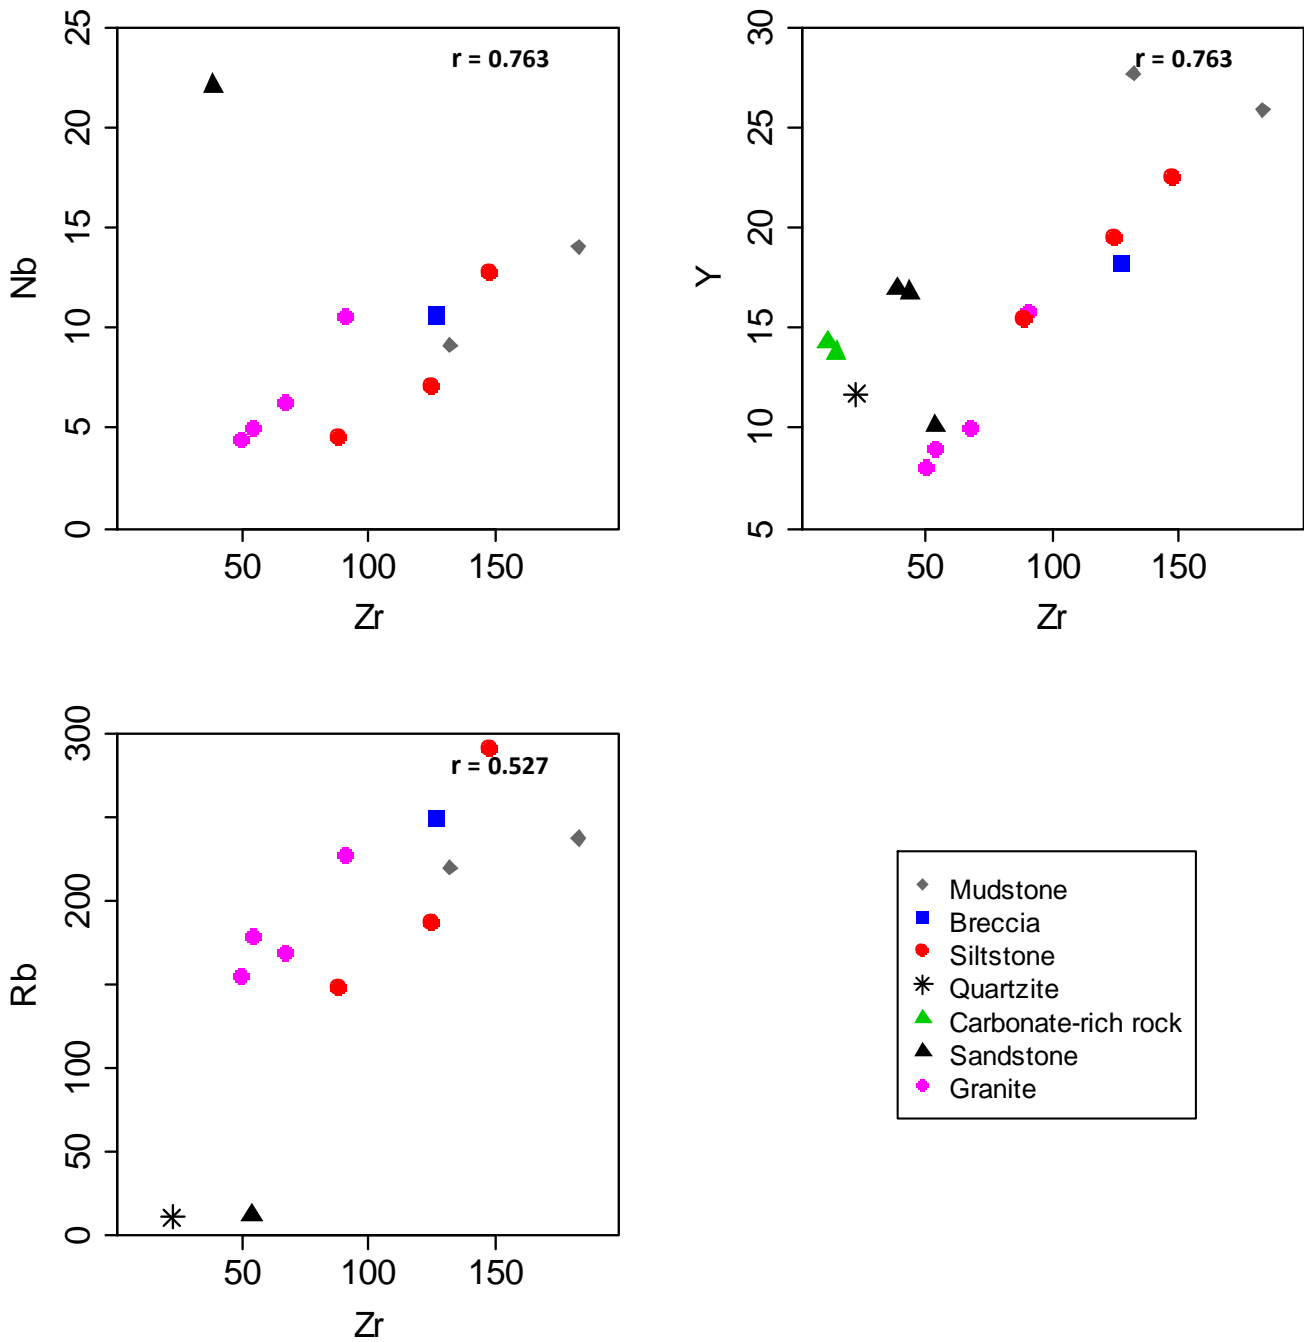 25
20
15
10
5
0
Nb
r = 0.763
50 100 150
Zr
30
25
20
15
10
5
Y
r = 0.763
50 100 150
Zr
300
200
100
50
0
Rb
r = 0.527
50 100 150
Zr
Mudstone
Breccia
Siltstone
Quartzite
Carbonate-rich rock
Sandstone
Granite